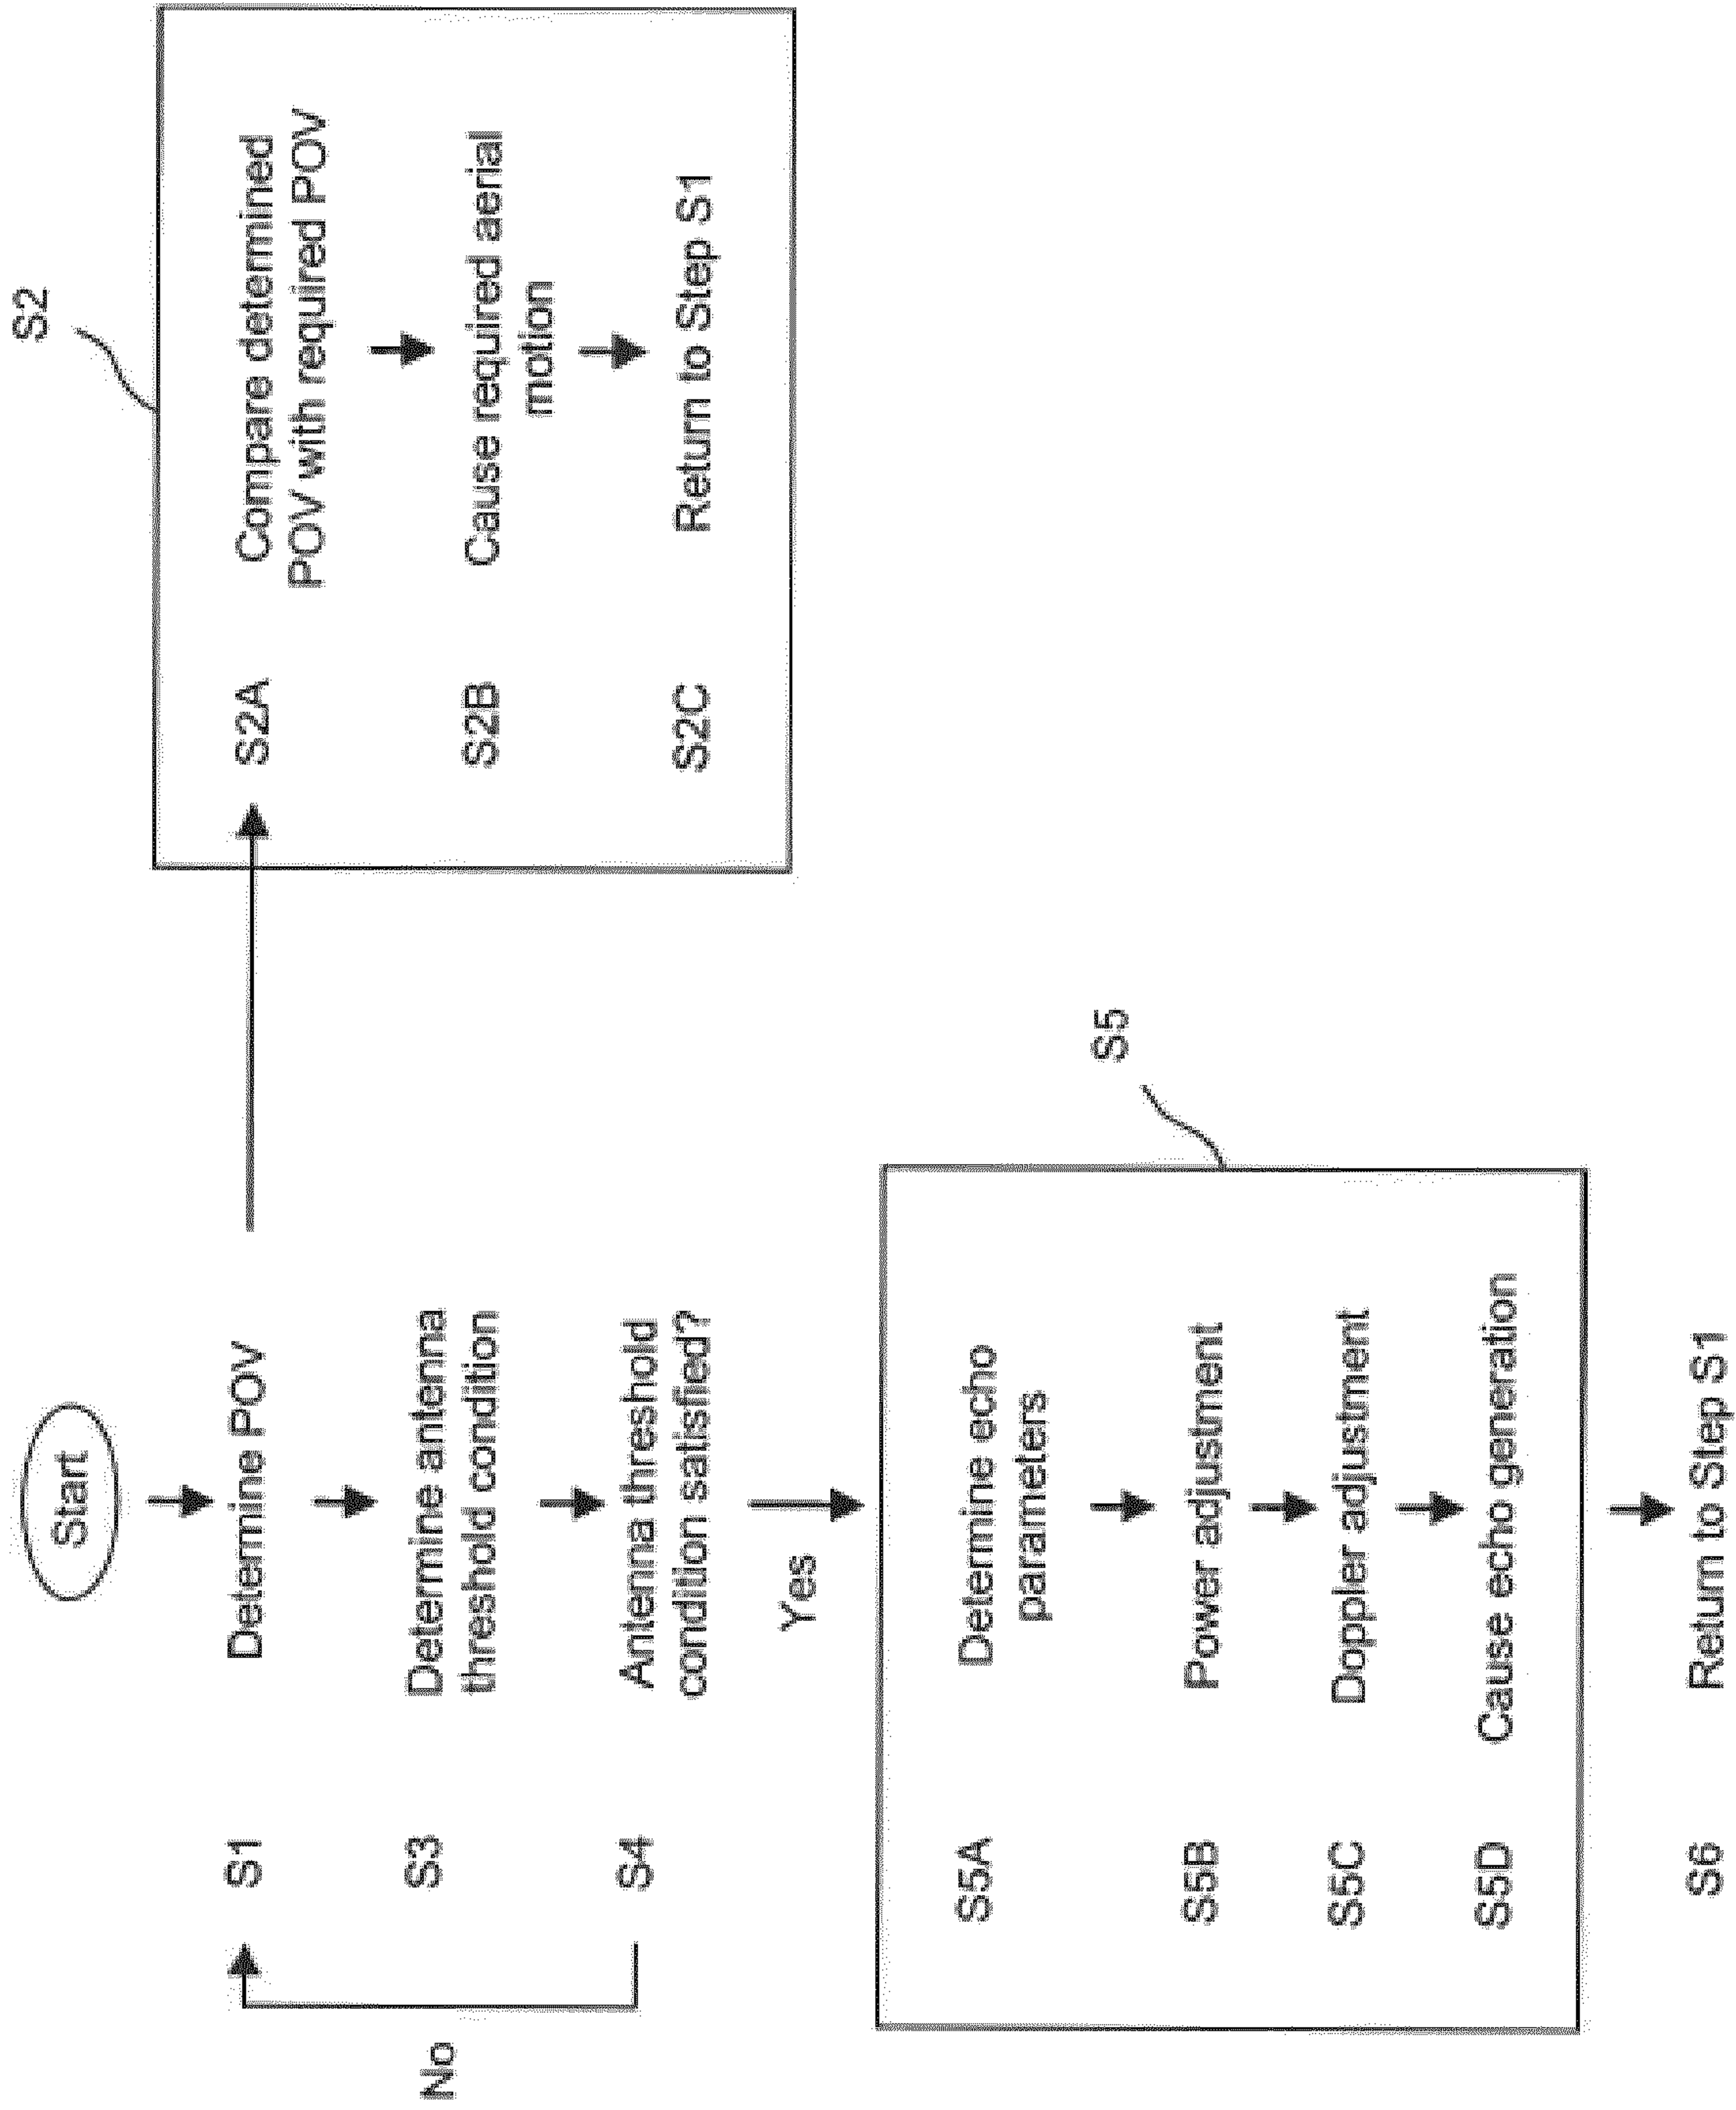 Start
S1
Determine POV
S3
Determine antenna
threshold condition
S4
Antenna threshold
condition satisfied?
No
Yes
S2
S2A
Compare determined
POV with required POV
S2B
Cause required aerial
motion
S2C
Return to Step S1
S5
S5A
Determine echo
parameters
S5B
Power adjustment
S5C
Doppler adjustment
S5D
Cause echo generation
S6
Return to Step S1